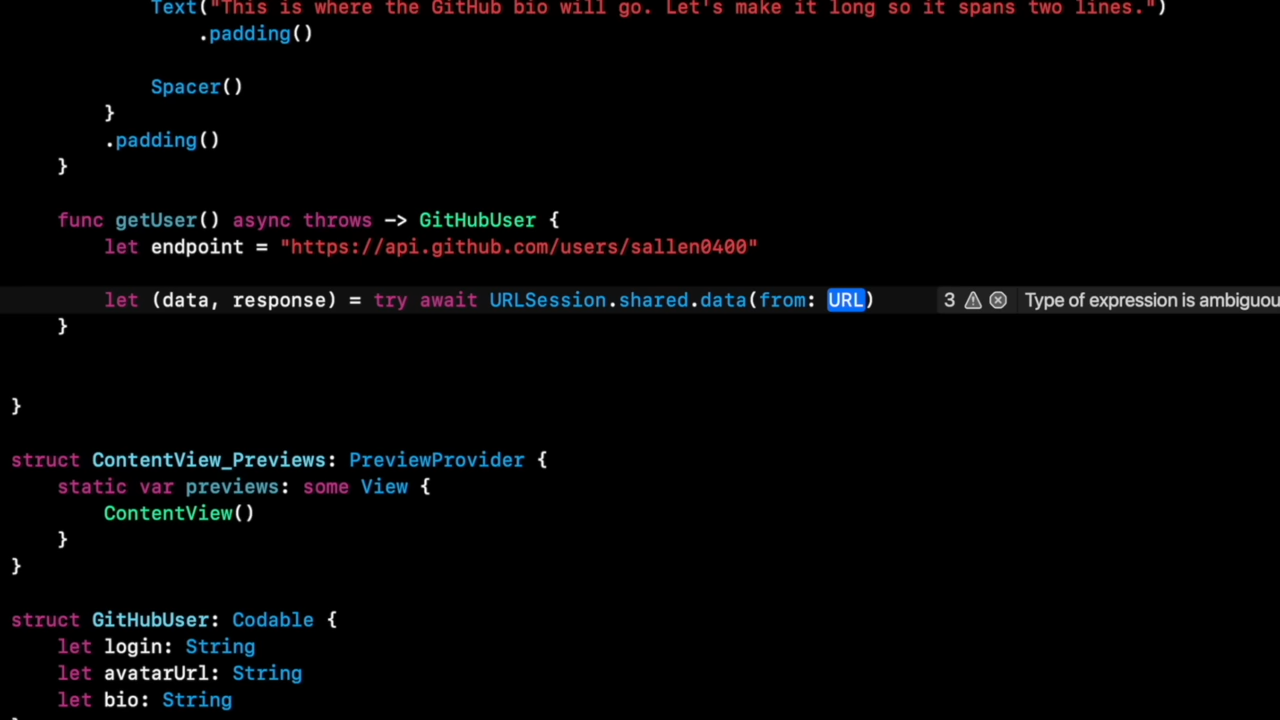 Text("This is where the GitHub bio will go. Let's make it long so it spans two lines.")
.padding()
Spacer()
}
.padding()
}
func getUser() async throws -> GitHubUser {
let endpoint = "https://api.github.com/users/sallen0400"
let (data, response) = try await URLSession.shared.data(from: URL) 3 Type of expression is ambiguou
}
}
struct ContentView_Previews: PreviewProvider {
static var previews: some View {
ContentView()
}
}
struct GitHubUser: Codable {
let login: String
let avatarUrl: String
let bio: String